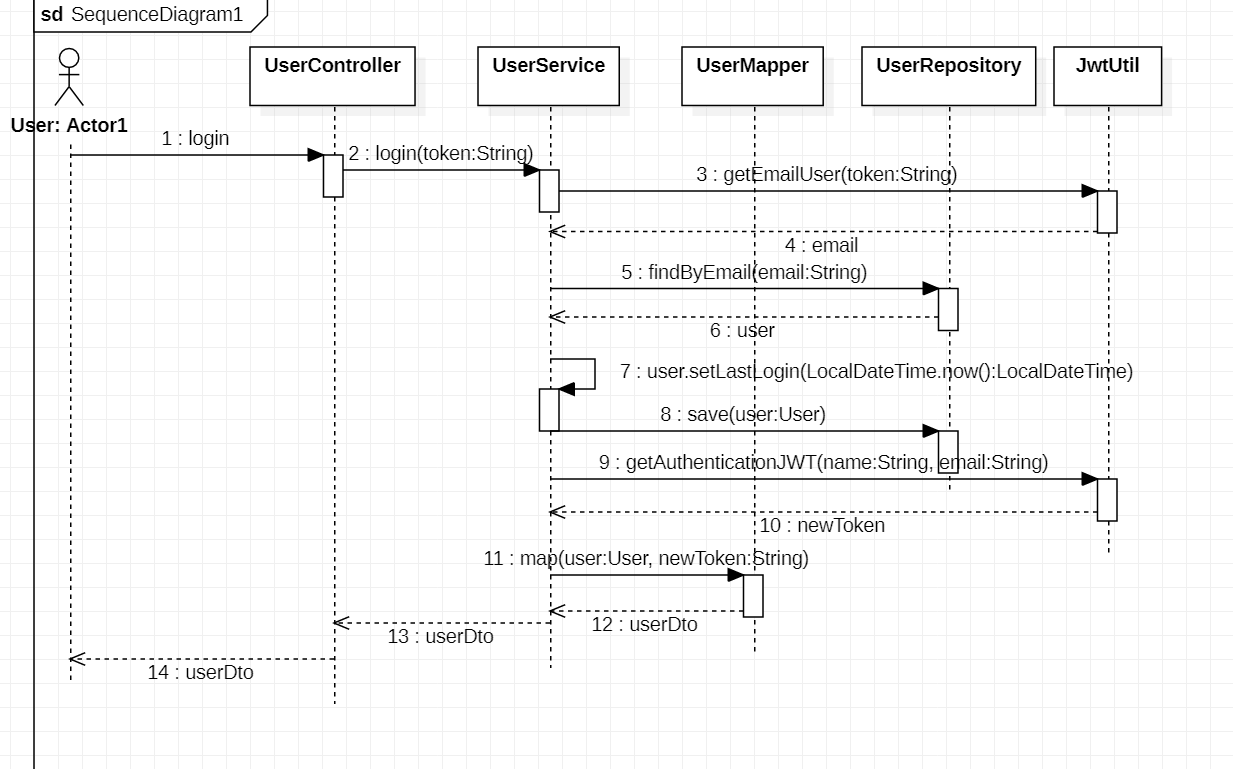 sd SequenceDiagram1
UserController
UserService
UserMapper
UserRepository
JwtUtil
User: Actor1
1 : login
2 : login(token:String)
3 : getEmailUser(token:String)
4 : email
5 : findByEmail(email:String)
6 : user
7 : user.setLastLogin(LocalDateTime.now():LocalDateTime)
8 : save(user:User)
9 : getAuthenticationJWT(name:String, email:String)
10 : newToken
11 : map(user:User, newToken:String)
12 : userDto
13 : userDto
14 : userDto